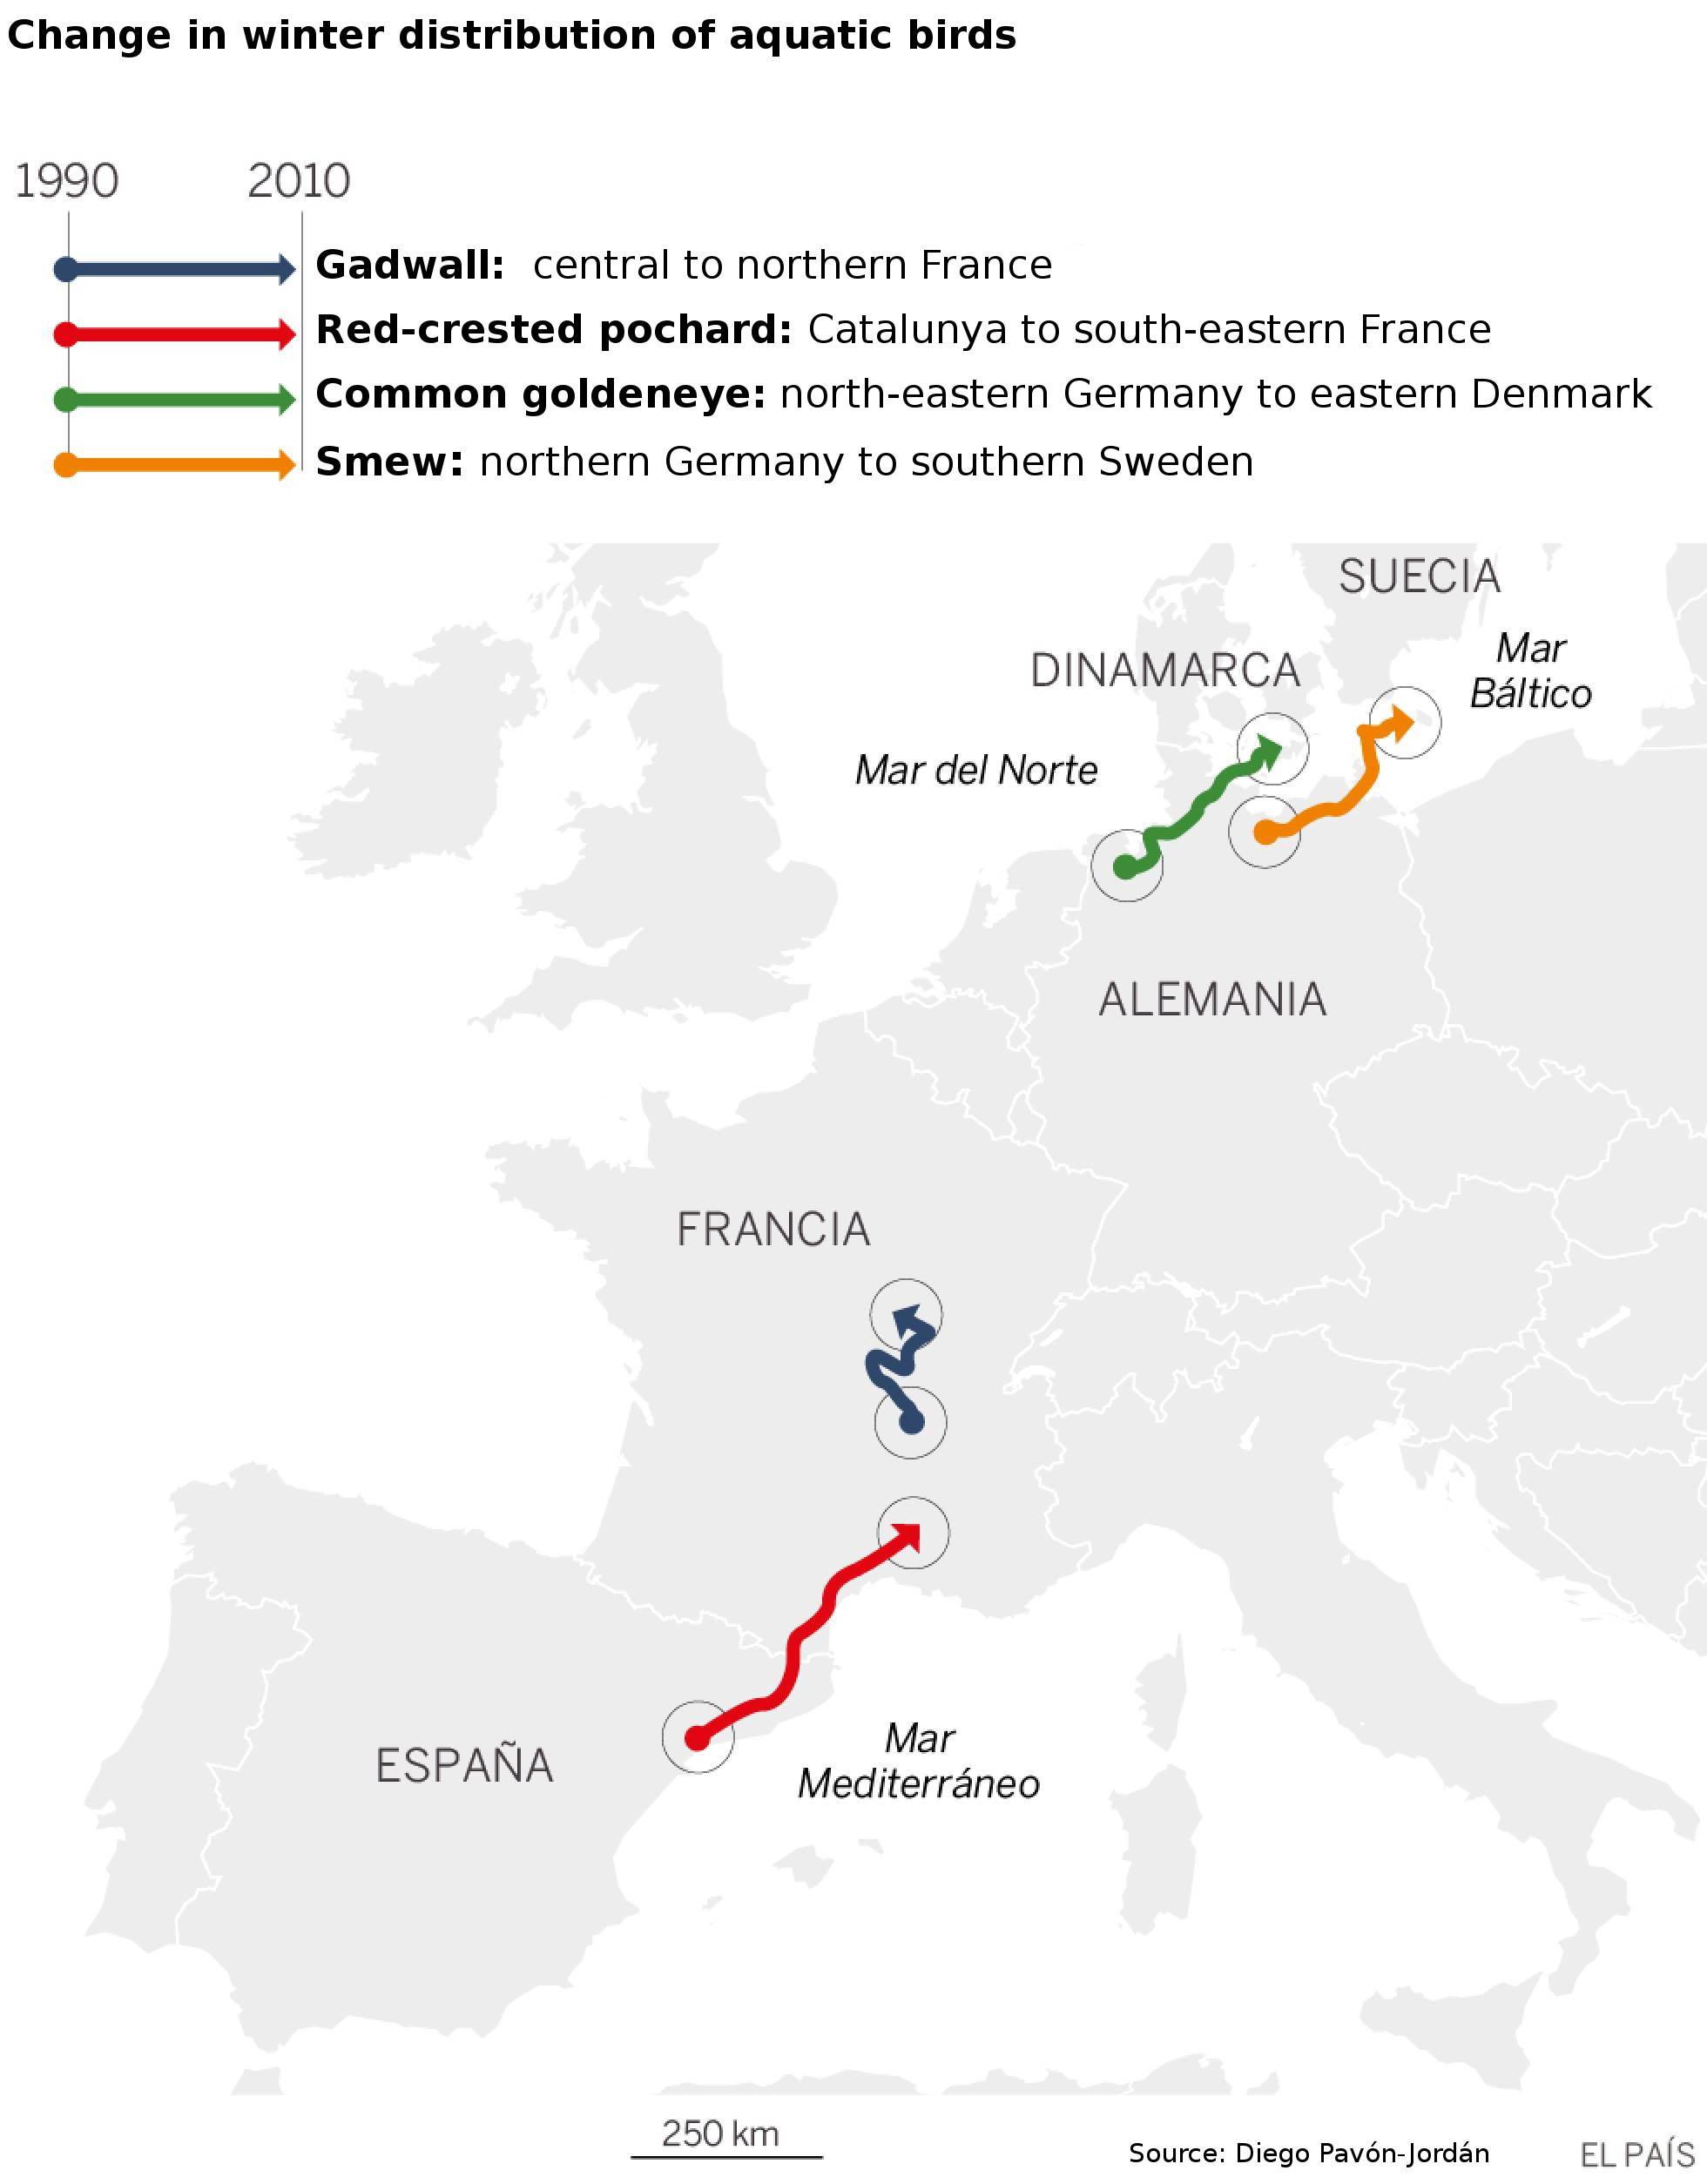 Change in winter distribution of aquatic birds
1990 2010
Gadwall: central to northern France
Red-crested pochard: Catalunya to south-eastern France
Common goldeneye: north-eastern Germany to eastern Denmark
Smew: northern Germany to southern Sweden
SUECIA
Mar
Báltico
DINAMARCA
Mar del Norte
ALEMANIA
FRANCIA
ESPAÑA
Mar
Mediterráneo
250 km
Source: Diego Pavón-Jordán
EL PAÍS